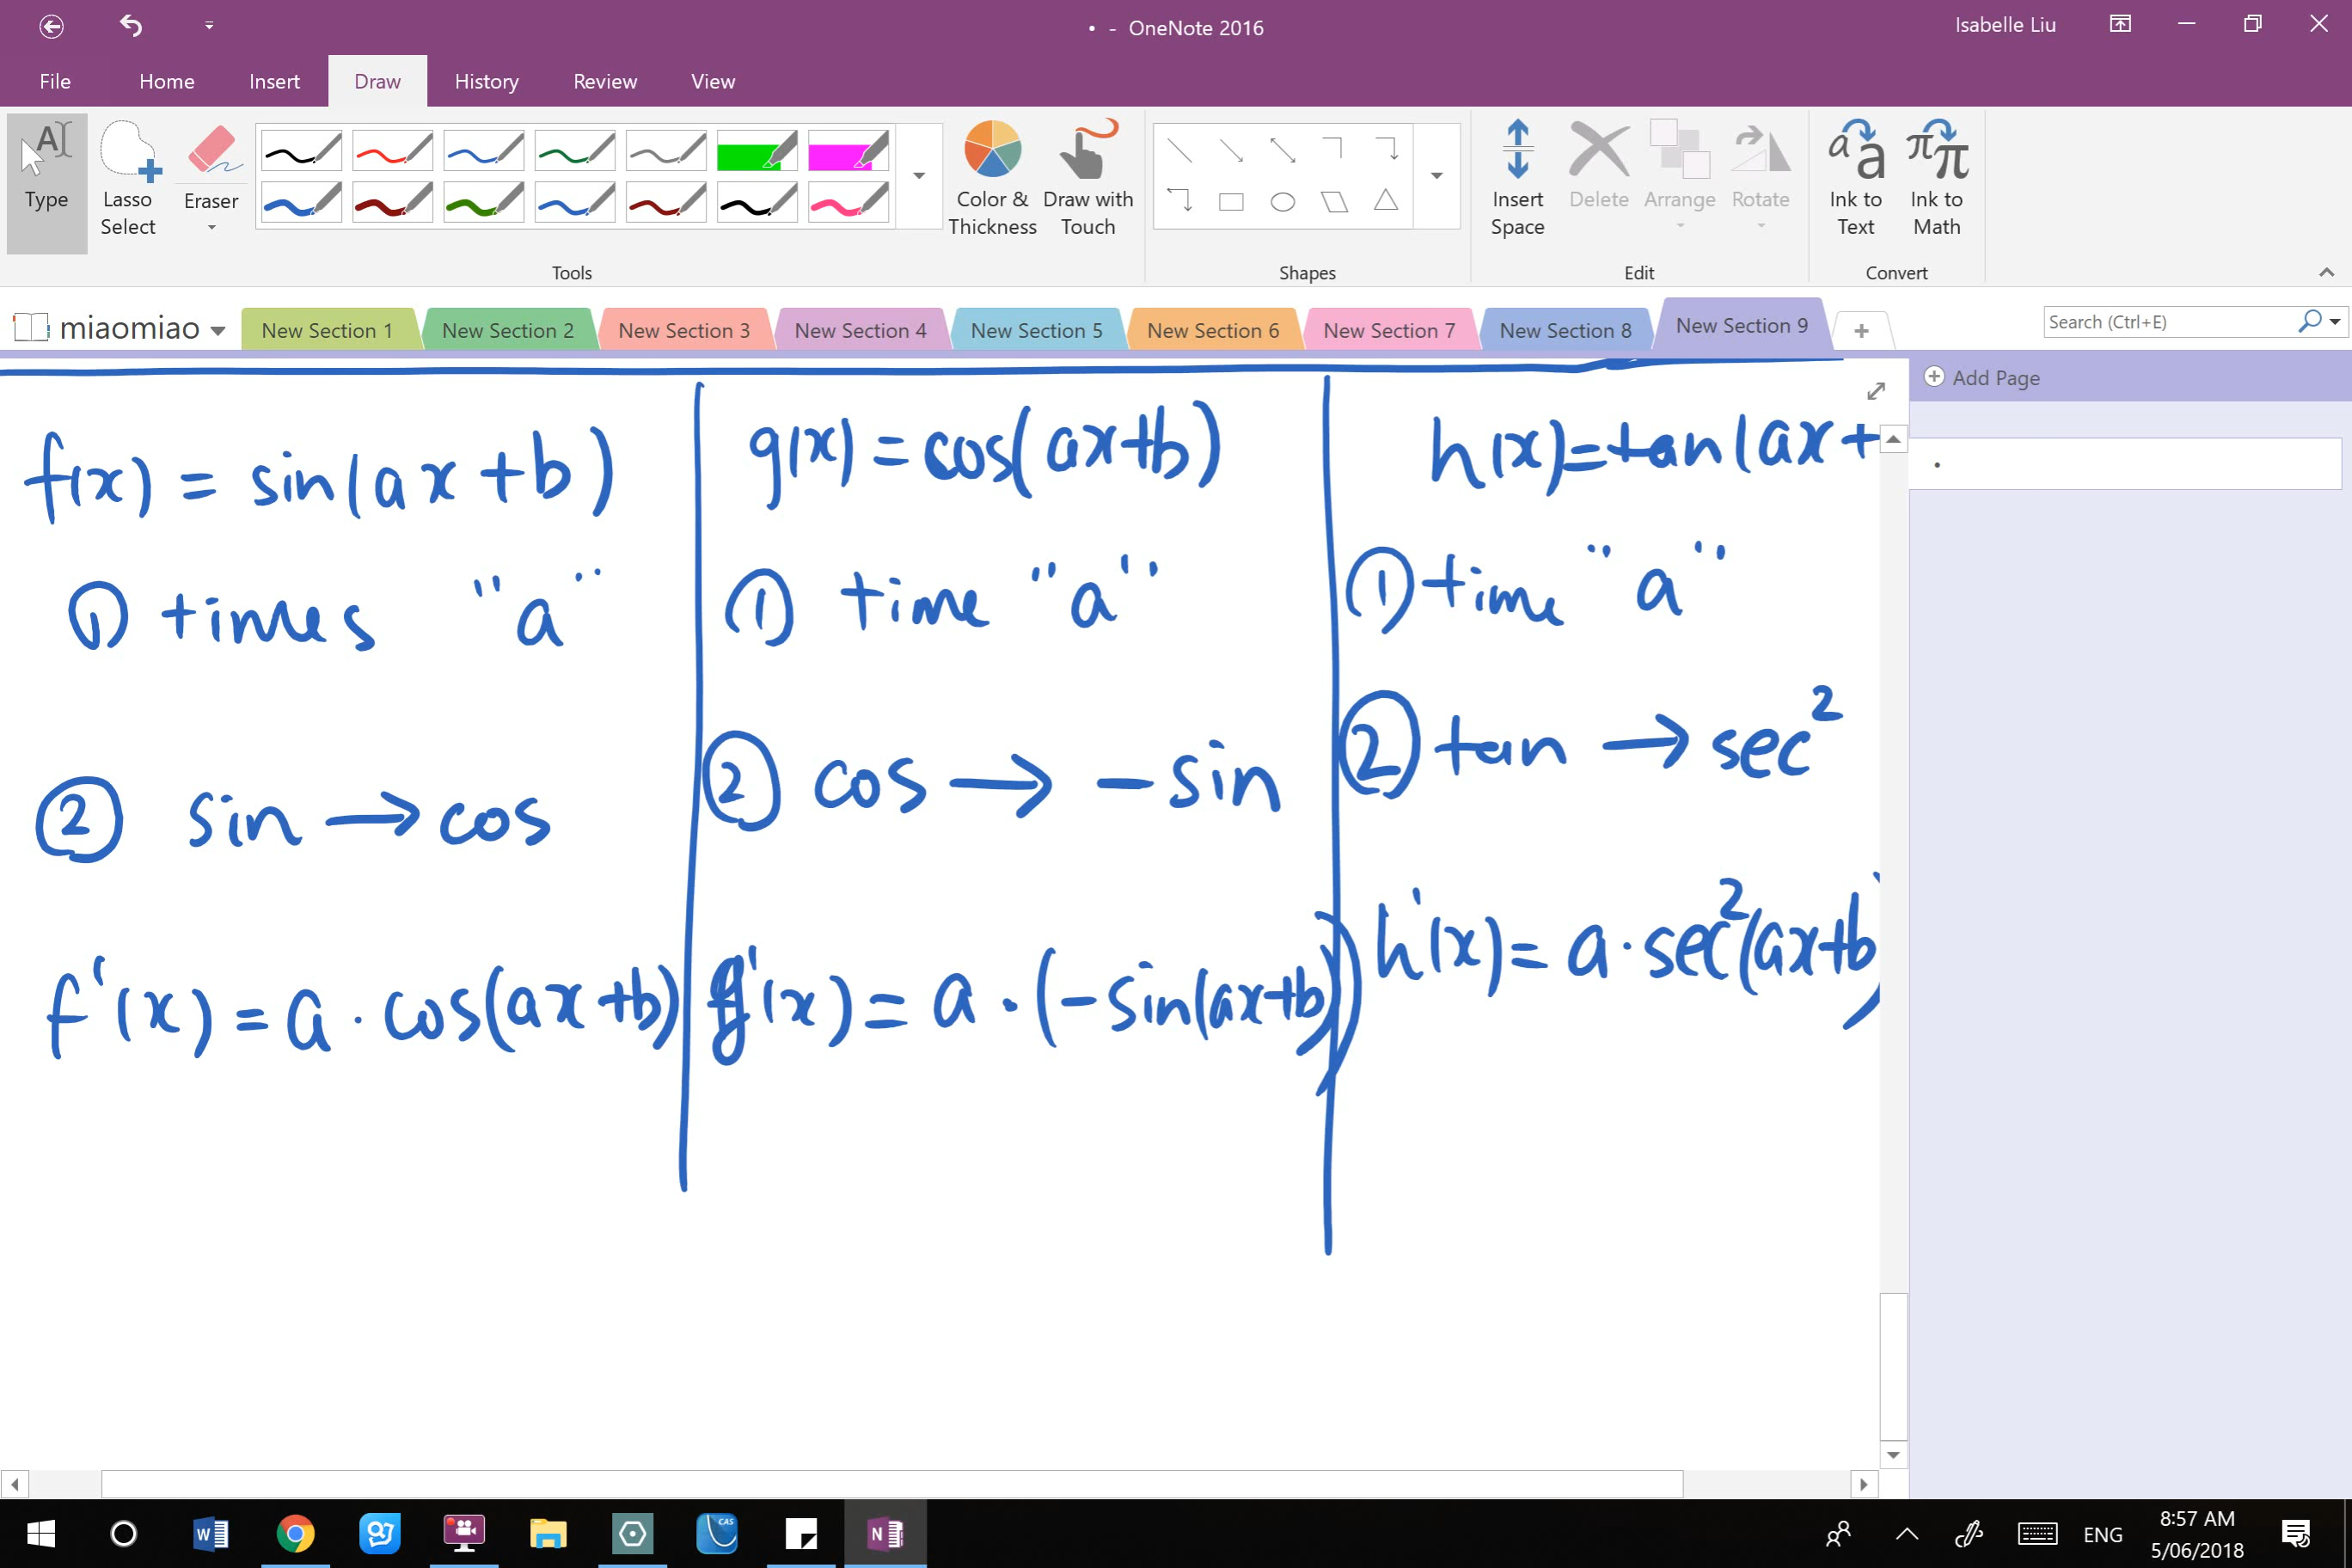 • - OneNote 2016
Isabelle Liu
File Home Insert Draw History Review View
Type
Lasso Select
Eraser
Color & Thickness
Draw with Touch
Insert Space
Delete
Arrange
Rotate
Ink to Text
Ink to Math
Tools
Shapes
Edit
Convert
miaomiao
New Section 1
New Section 2
New Section 3
New Section 4
New Section 5
New Section 6
New Section 7
New Section 8
New Section 9
Search (Ctrl+E)
Add Page
.
f(x) = sin(ax+b)
① times "a"
② sin → cos
f'(x) = a · cos(ax+b)
g(x) = cos(ax+b)
① time "a"
② cos → -sin
g'(x) = a · (-sin(ax+b))
h(x)=tan(ax+
① time "a"
② tan → sec²
h'(x) = a·sec²(ax+b)
CAS
ENG
8:57 AM
5/06/2018